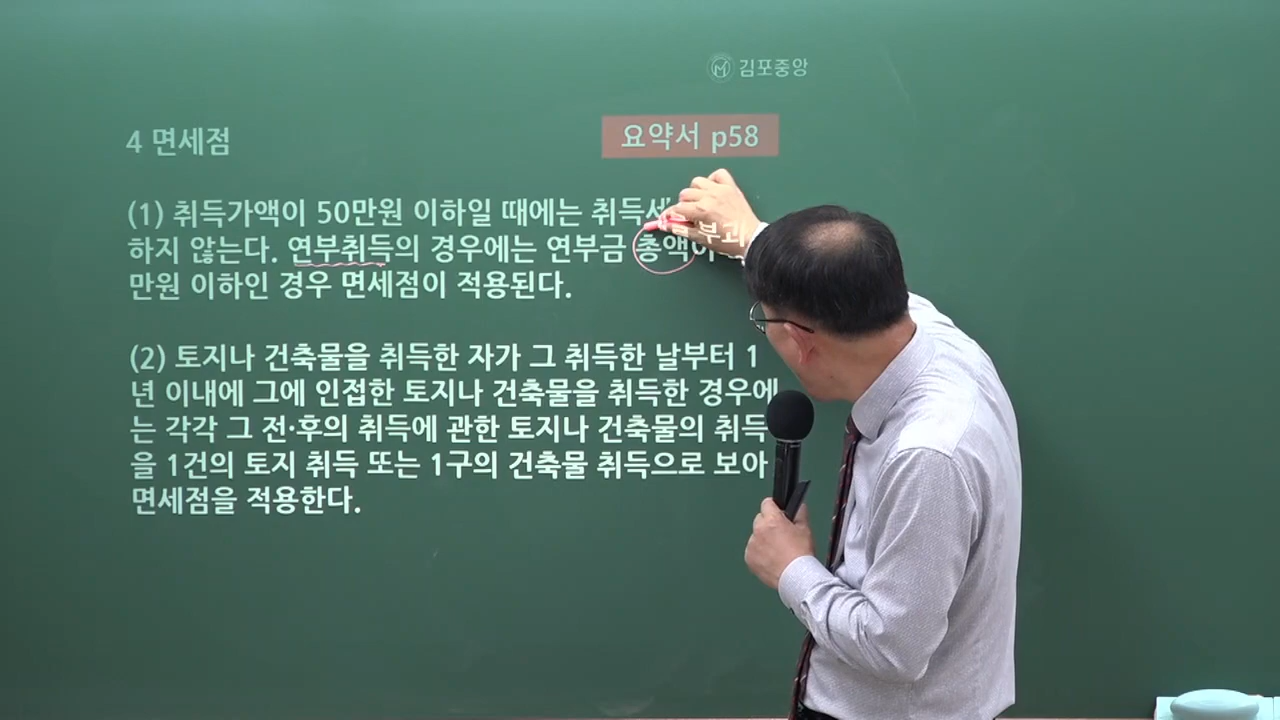 김포중앙
4 면세점
요약서 p58
(1) 취득가액이 50만원 이하일 때에는 취득세를 부과
하지 않는다. 연부취득의 경우에는 연부금 총액이
만원 이하인 경우 면세점이 적용된다.
(2) 토지나 건축물을 취득한 자가 그 취득한 날부터 1
년 이내에 그에 인접한 토지나 건축물을 취득한 경우에
는 각각 그 전·후의 취득에 관한 토지나 건축물의 취득
을 1건의 토지 취득 또는 1구의 건축물 취득으로 보아
면세점을 적용한다.